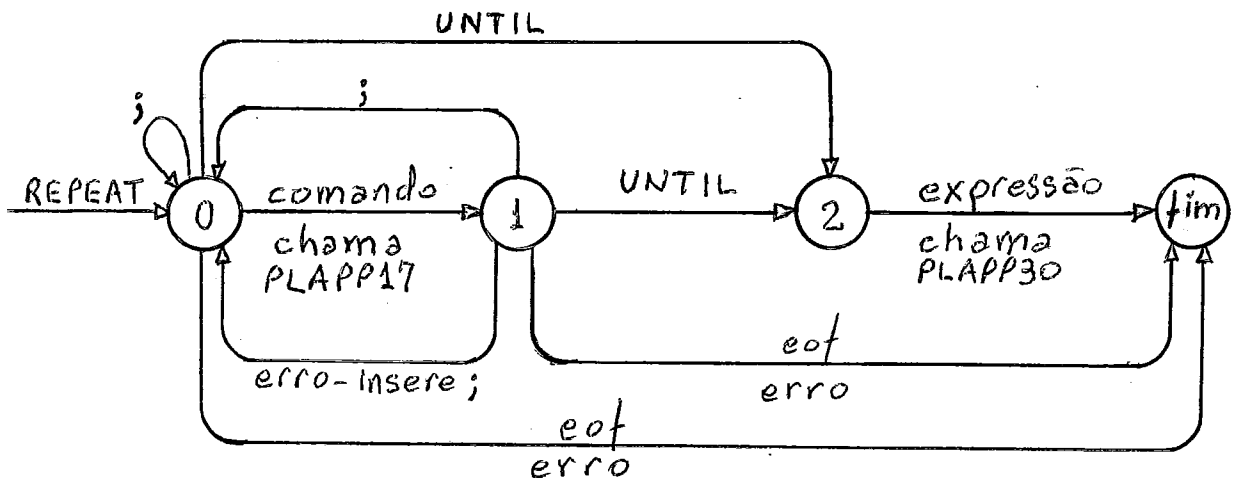 UNTIL
;
;
REPEAT
0
comando
chama
PLAPP17
1
UNTIL
2
expressão
chama
PLAPP30
fim
erro-insere ;
eof
erro
eof
erro